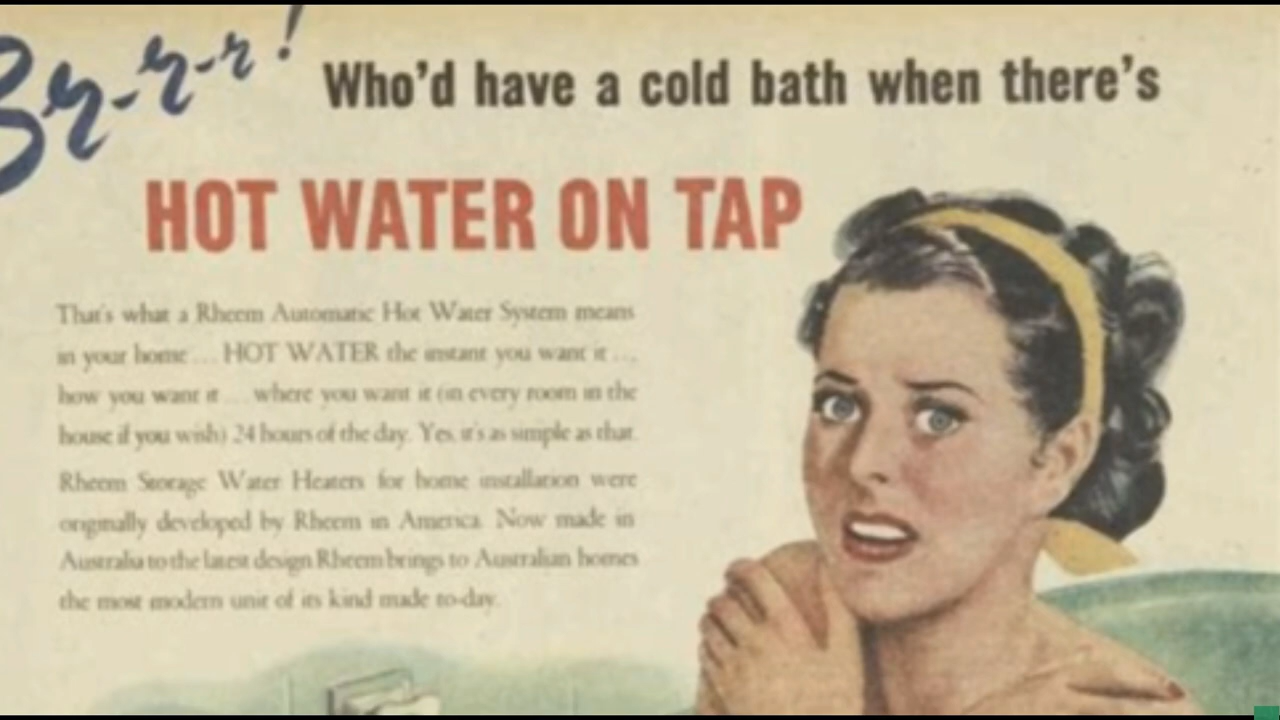 Br-r-r-r!
Who'd have a cold bath when there's
HOT WATER ON TAP
That's what a Rheem Automatic Hot Water System means
in your home ... HOT WATER the instant you want it ...
how you want it ... where you want it (in every room in the
house if you wish) 24 hours of the day. Yes, it's as simple as that.
Rheem Storage Water Heaters for home installation were
originally developed by Rheem in America. Now made in
Australia to the latest design Rheem brings to Australian homes
the most modern unit of its kind made to-day.